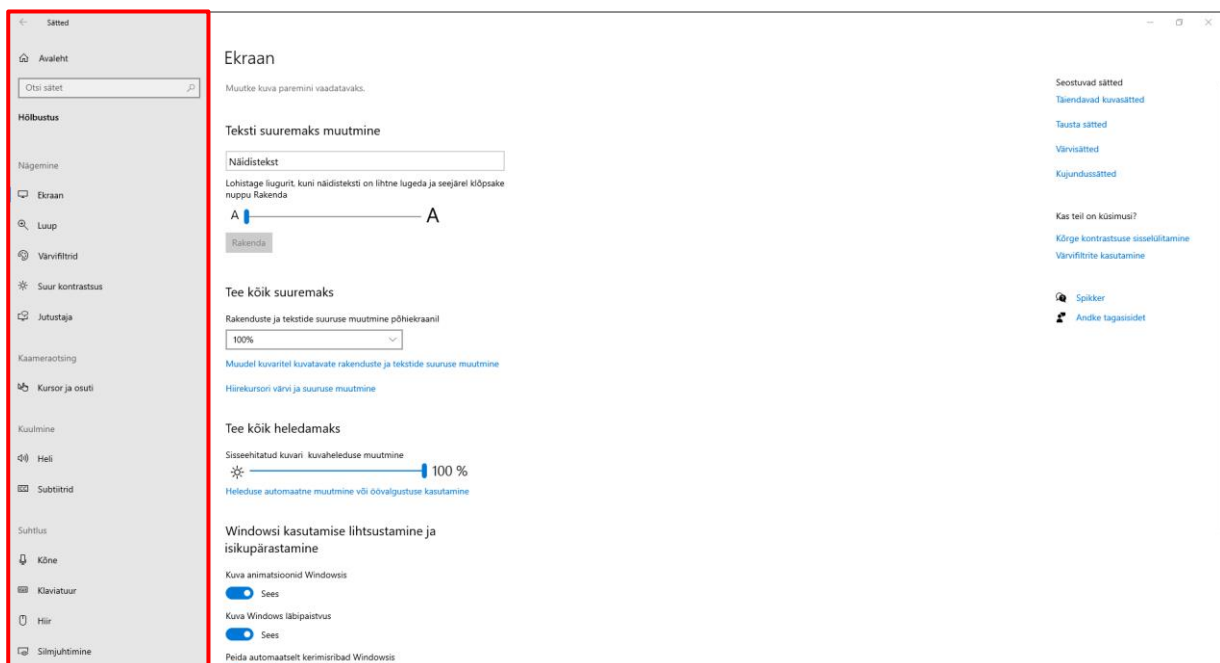 Sätted
Avaleht
Otsi sätet
Hõlbustus
Nägemine
Ekraan
Luup
Värvifiltrid
Suur kontrastsus
Jutustaja
Kaameraotsing
Kursor ja osuti
Kuulmine
Heli
Subtiitrid
Suhtlus
Kõne
Klaviatuur
Hiir
Silmjuhtimine
Ekraan
Muutke kuva paremini vaadatavaks.
Teksti suuremaks muutmine
Näidistekst
Lohistage liugurit, kuni näidisteksti on lihtne lugeda ja seejärel klõpsake
nuppu Rakenda
A A
Rakenda
Tee kõik suuremaks
Rakenduste ja tekstide suuruse muutmine põhiekraanil
100%
Muudel kuvaritel kuvatavate rakenduste ja tekstide suuruse muutmine
Hiirekursori värvi ja suuruse muutmine
Tee kõik heledamaks
Sisseehitatud kuvari kuvaheleduse muutmine
100 %
Heleduse automaatne muutmine või öövalgustuse kasutamine
Windowsi kasutamise lihtsustamine ja
isikupärastamine
Kuva animatsioonid Windowsis
Sees
Kuva Windows läbipaistvus
Sees
Peida automaatselt kerimisribad Windowsis
Seostuvad sätted
Täiendavad kuvasätted
Tausta sätted
Värvisätted
Kujundussätted
Kas teil on küsimusi?
Kõrge kontrastsuse sisselülitamine
Värvifiltrite kasutamine
Spikker
Andke tagasisidet